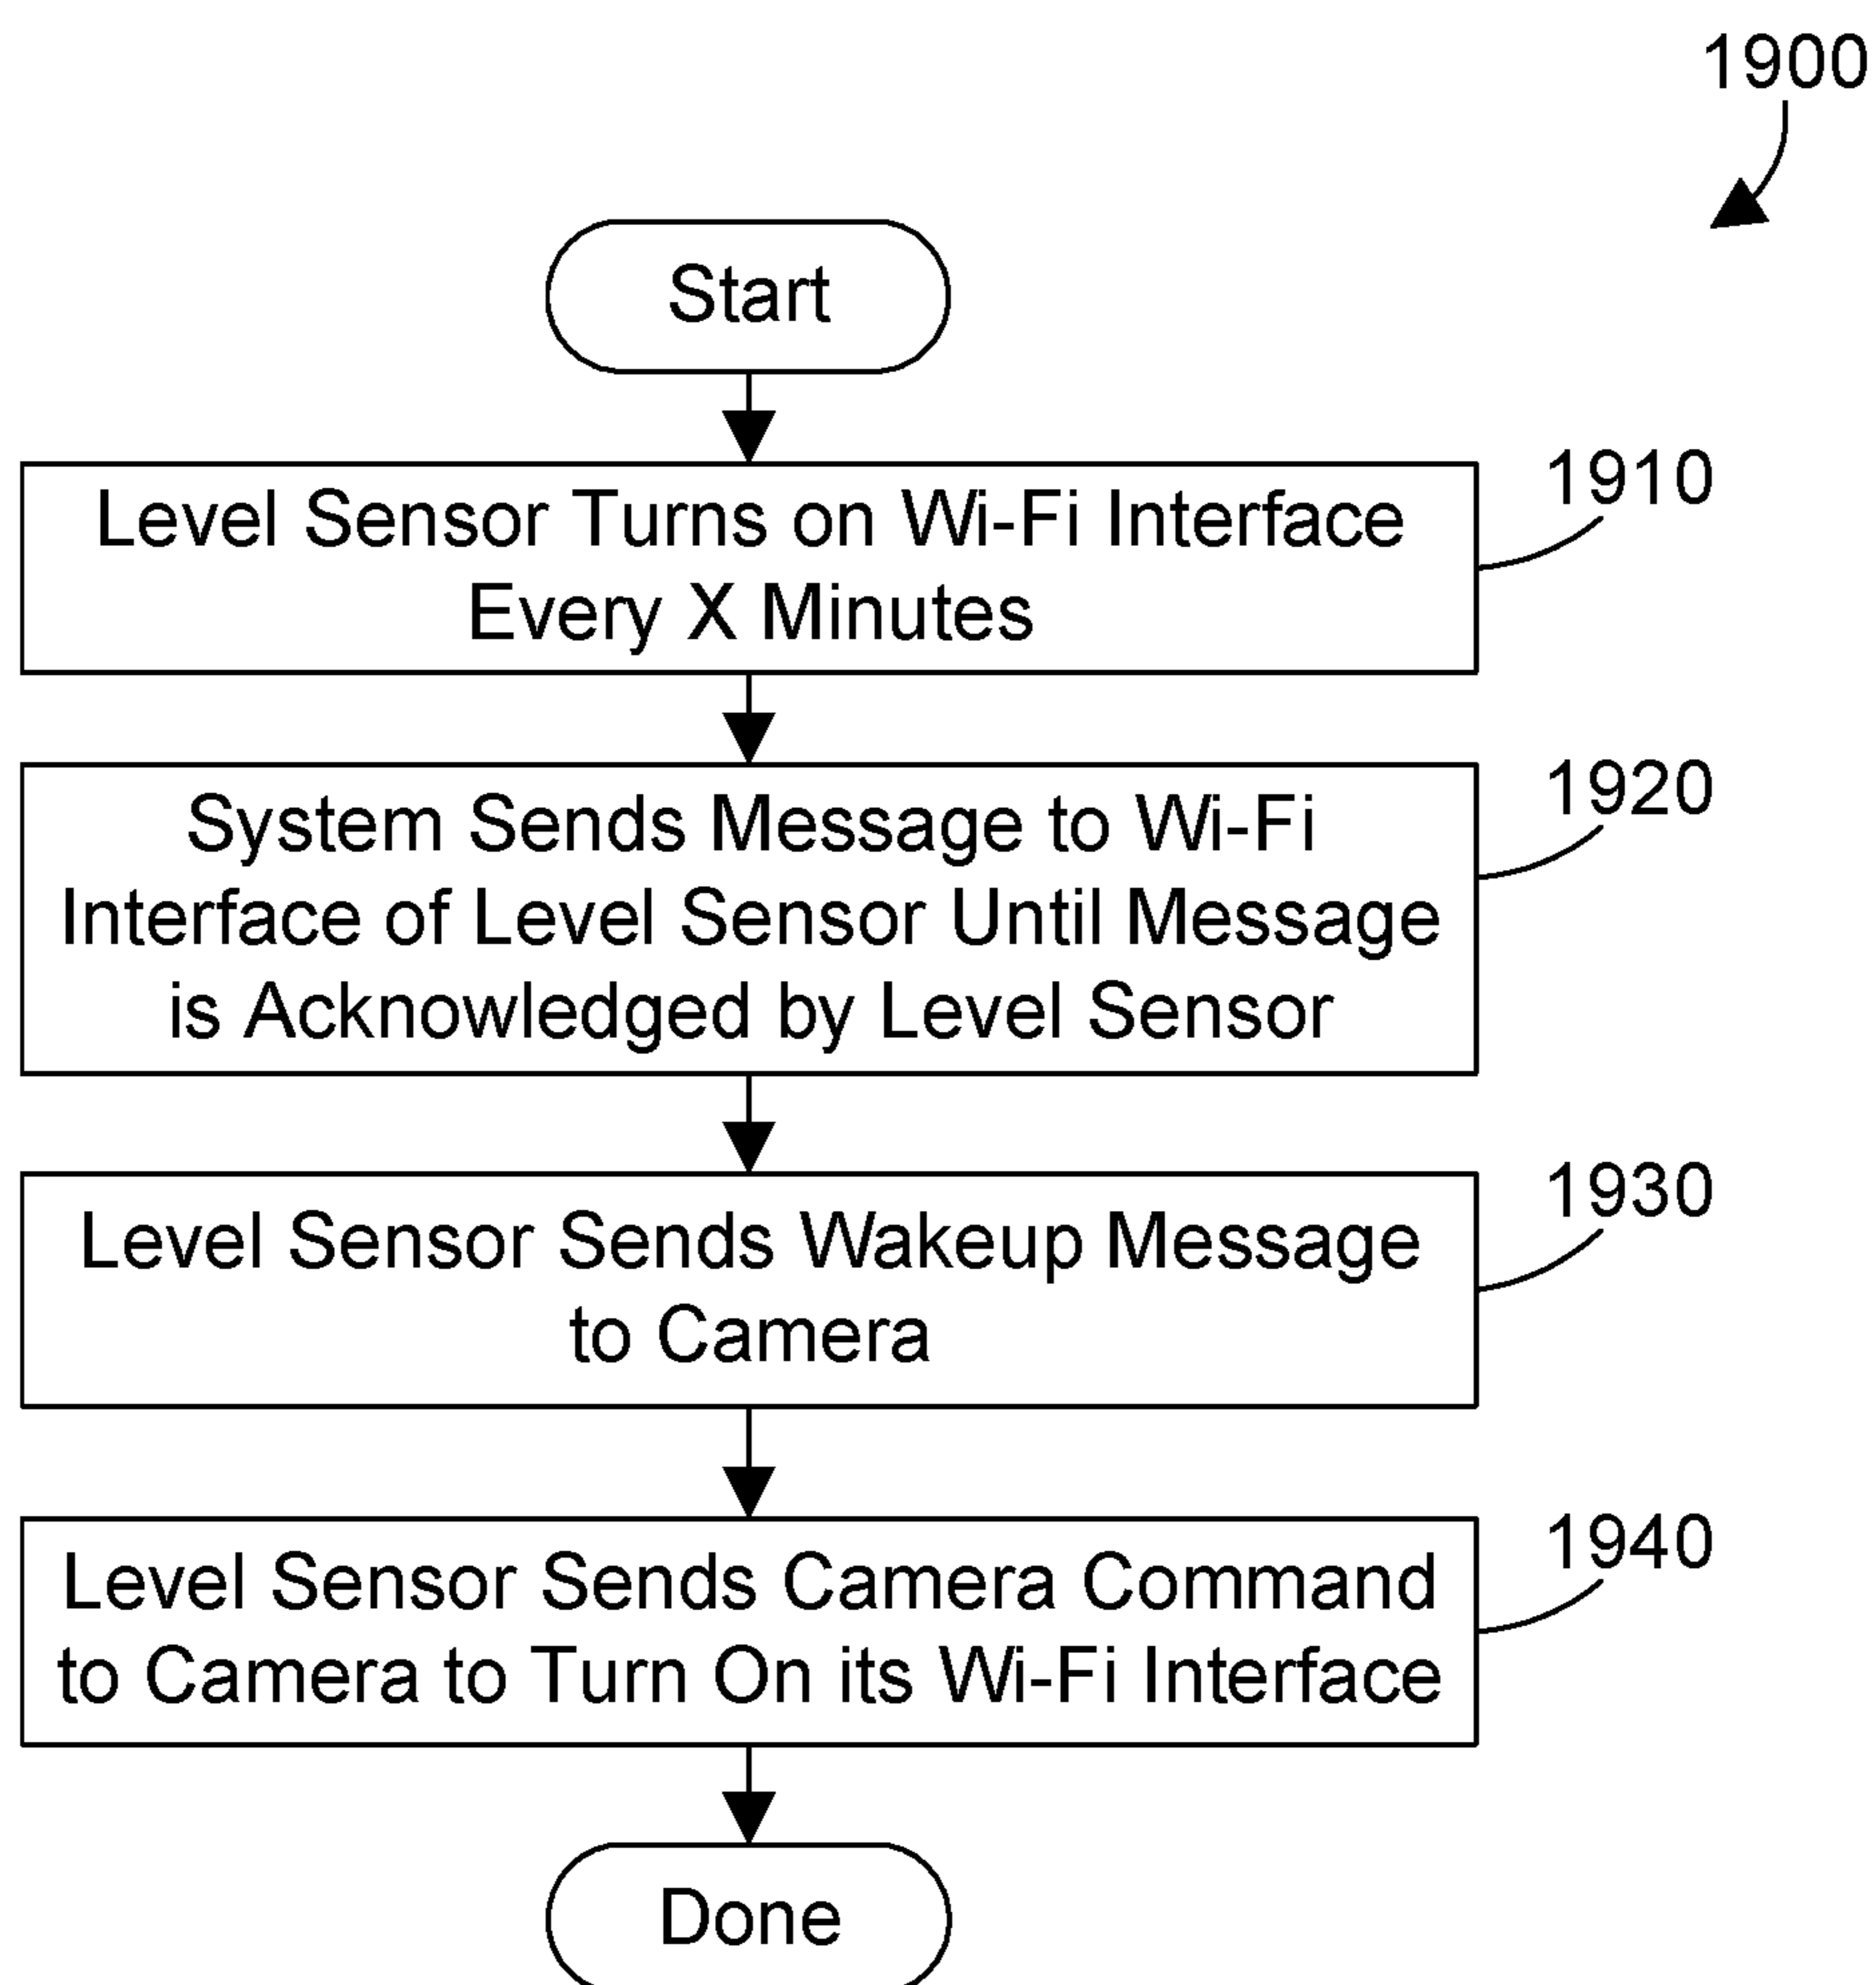 1900
Start
Level Sensor Turns on Wi-Fi Interface
Every X Minutes
1910
System Sends Message to Wi-Fi
Interface of Level Sensor Until Message
is Acknowledged by Level Sensor
1920
Level Sensor Sends Wakeup Message
to Camera
1930
Level Sensor Sends Camera Command
to Camera to Turn On its Wi-Fi Interface
1940
Done